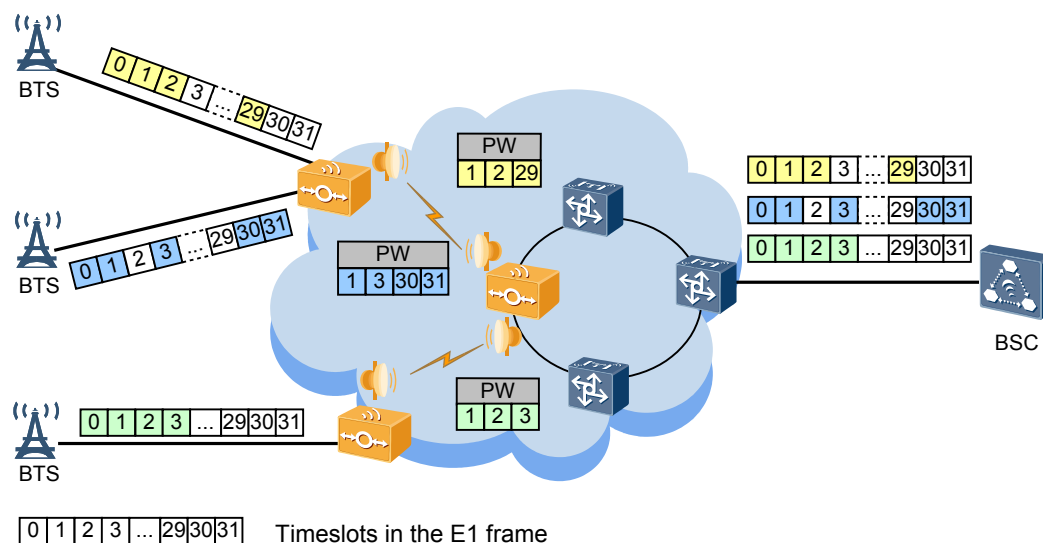 BTS
0 1 2 3 ... 29 30 31
BTS
0 1 2 3 ... 29 30 31
PW
1 2 29
PW
1 3 30 31
0 1 2 3 ... 29 30 31
0 1 2 3 ... 29 30 31
0 1 2 3 ... 29 30 31
BSC
PW
1 2 3
BTS
0 1 2 3 ... 29 30 31
0 1 2 3 ... 29 30 31 Timeslots in the E1 frame